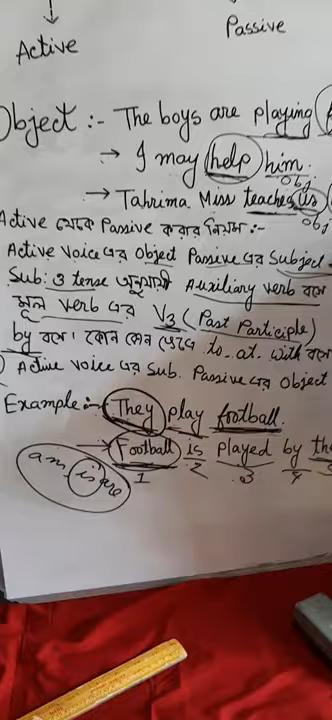 Active
Passive
Object :- The boys are playing
→ I may help him.
obj
→ Tahrima Miss teaches us
obj
Active থেকে Passive করার নিয়ম :-
Active Voice এর Object Passive এর Subject.
Sub: ও tense অনুযায়ী Auxiliary verb বসে
মূল verb এর V3 (Past Participle)
by বসে। কোন কোন to. at. with বসে
Active voice এর Sub. Passive এর Object
Example :- They play football.
→ Football is played by the
am, is are
1 2 3 4 5